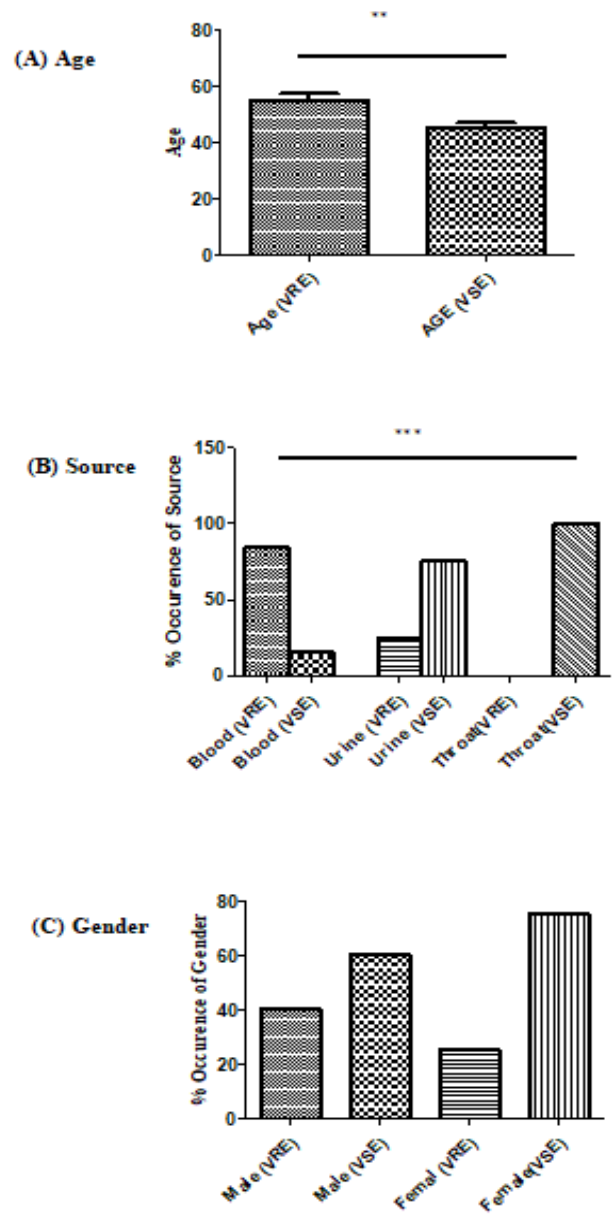 **
(A) Age
Age
80
60
40
20
0
Age (VRE)
AGE (VSE)
***
(B) Source
% Occurence of Source
150
100
50
0
Blood (VRE)
Blood (VSE)
Urine (VRE)
Urine (VSE)
Throat(VRE)
Throat(VSE)
(C) Gender
% Occurence of Gender
80
60
40
20
0
Male (VRE)
Male (VSE)
Femal (VRE)
Female(VSE)